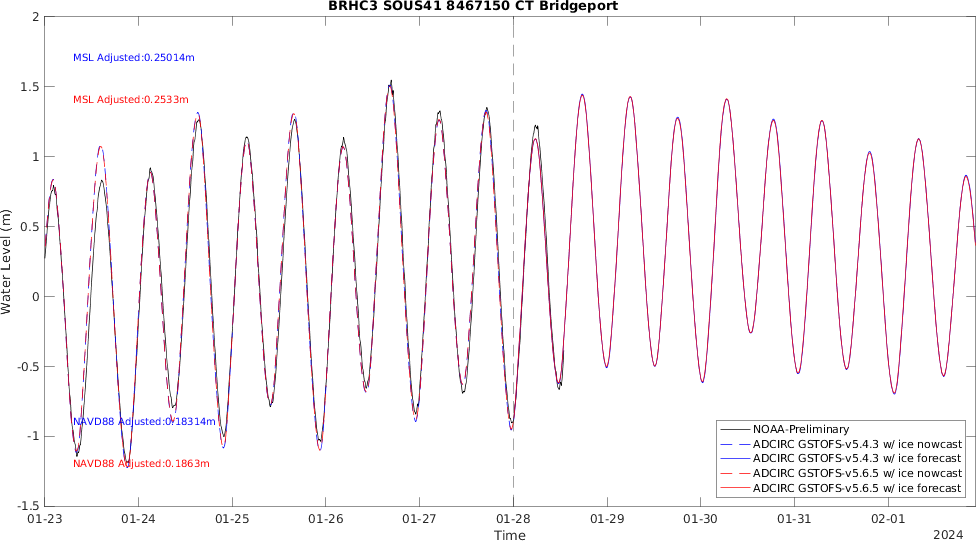 BRHC3 SOUS41 8467150 CT Bridgeport
Water Level (m)
2
1.5
1
0.5
0
-0.5
-1
-1.5
MSL Adjusted:0.25014m
MSL Adjusted:0.2533m
NAVD88 Adjusted:0.18314m
NAVD88 Adjusted:0.1863m
NOAA-Preliminary
ADCIRC GSTOFS-v5.4.3 w/ ice nowcast
ADCIRC GSTOFS-v5.4.3 w/ ice forecast
ADCIRC GSTOFS-v5.6.5 w/ ice nowcast
ADCIRC GSTOFS-v5.6.5 w/ ice forecast
01-23 01-24 01-25 01-26 01-27 01-28 01-29 01-30 01-31 02-01
Time
2024